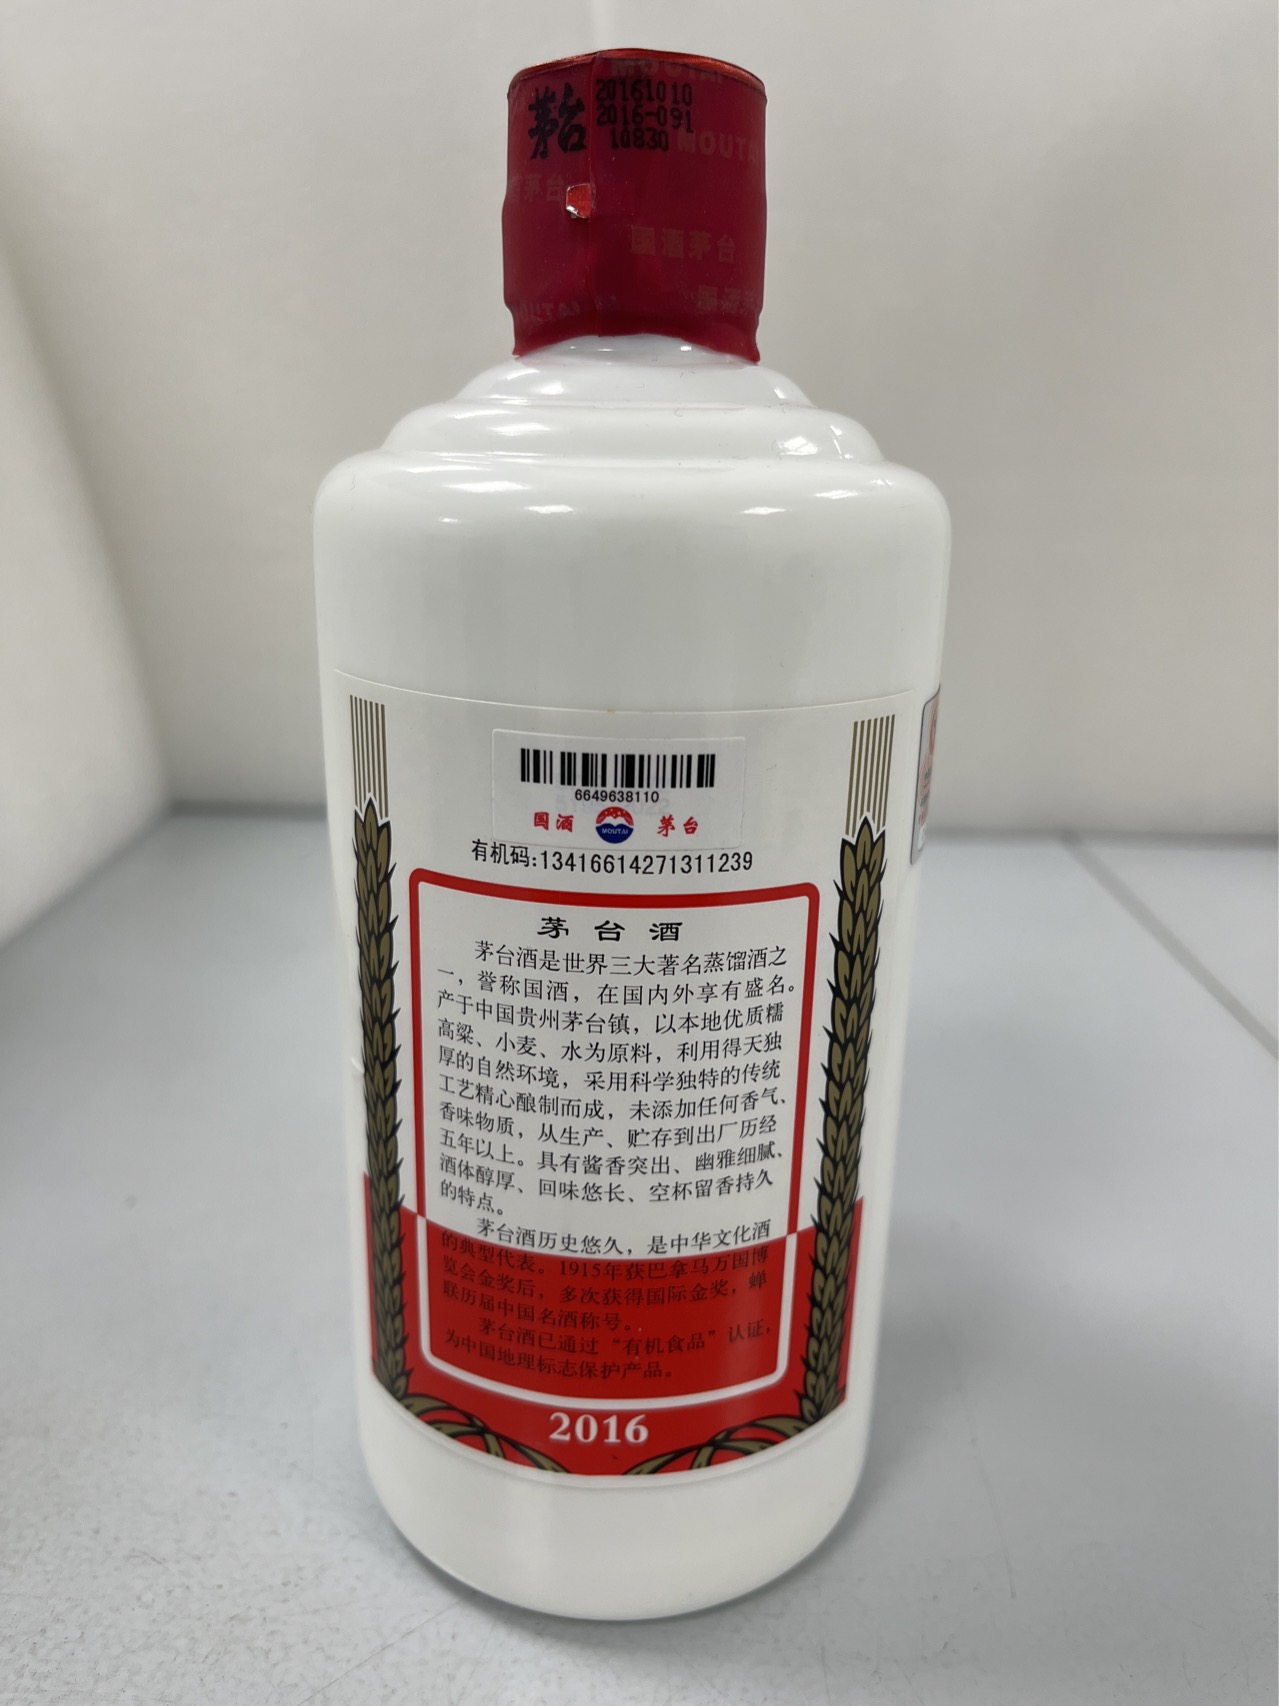 MOUTAI
茅台
20161010
2016-091
10830
MOUTA
茅台
国酒茅台
6649638110
国酒
MOUTAI
茅台
有机码:13416614271311239
茅台酒
茅台酒是世界三大著名蒸馏酒之
一，誉称国酒，在国内外享有盛名。
产于中国贵州茅台镇，以本地优质糯
高粱、小麦、水为原料，利用得天独
厚的自然环境，采用科学独特的传统
工艺精心酿制而成，未添加任何香气、
香味物质，从生产、贮存到出厂历经
五年以上。具有酱香突出、幽雅细腻、
酒体醇厚、回味悠长、空杯留香持久
的特点。
茅台酒历史悠久，是中华文化酒
的典型代表。1915年获巴拿马万国博
览会金奖后，多次获得国际金奖，蝉
联历届中国名酒称号。
茅台酒已通过“有机食品”认证，
为中国地理标志保护产品。
2016